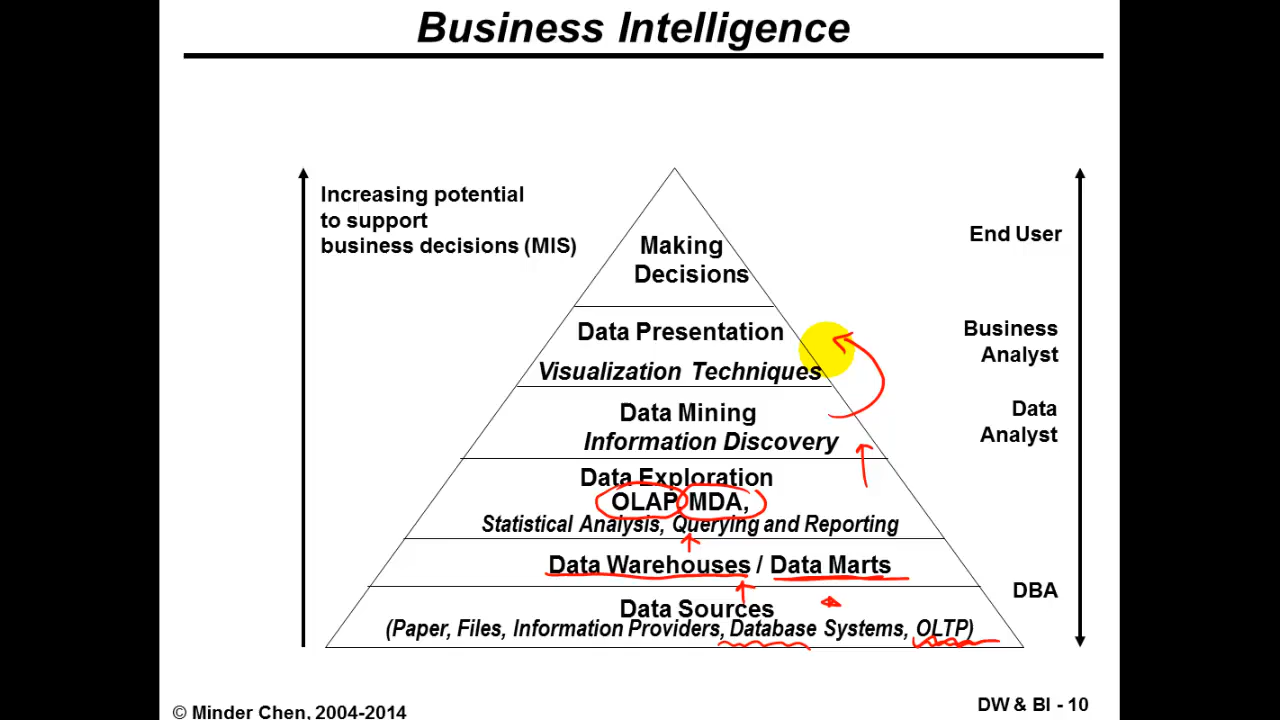 Business Intelligence
Increasing potential
to support
business decisions (MIS)
End User
Making
Decisions
Data Presentation
Visualization Techniques
Business
Analyst
Data Mining
Information Discovery
Data
Analyst
Data Exploration
OLAP, MDA,
Statistical Analysis, Querying and Reporting
Data Warehouses / Data Marts
DBA
Data Sources
(Paper, Files, Information Providers, Database Systems, OLTP)
© Minder Chen, 2004-2014
DW & BI - 10